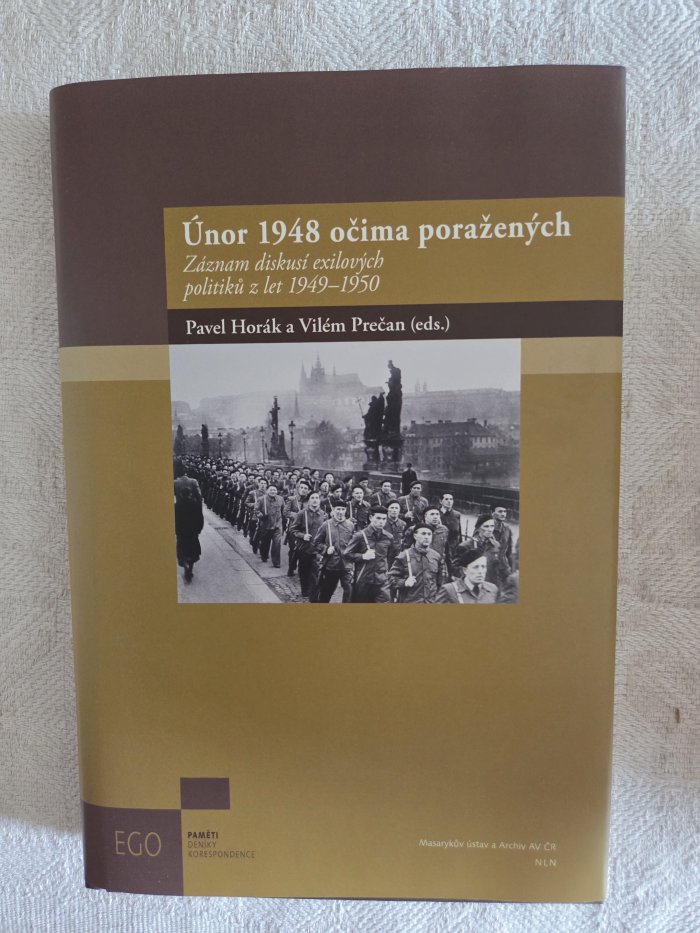 Únor 1948 očima poražených
Záznam diskusí exilových
politiků z let 1949–1950
Pavel Horák a Vilém Prečan (eds.)
EGO
PAMĚTI
DENÍKY
KORESPONDENCE
Masarykův ústav a Archiv AV ČR
NLN